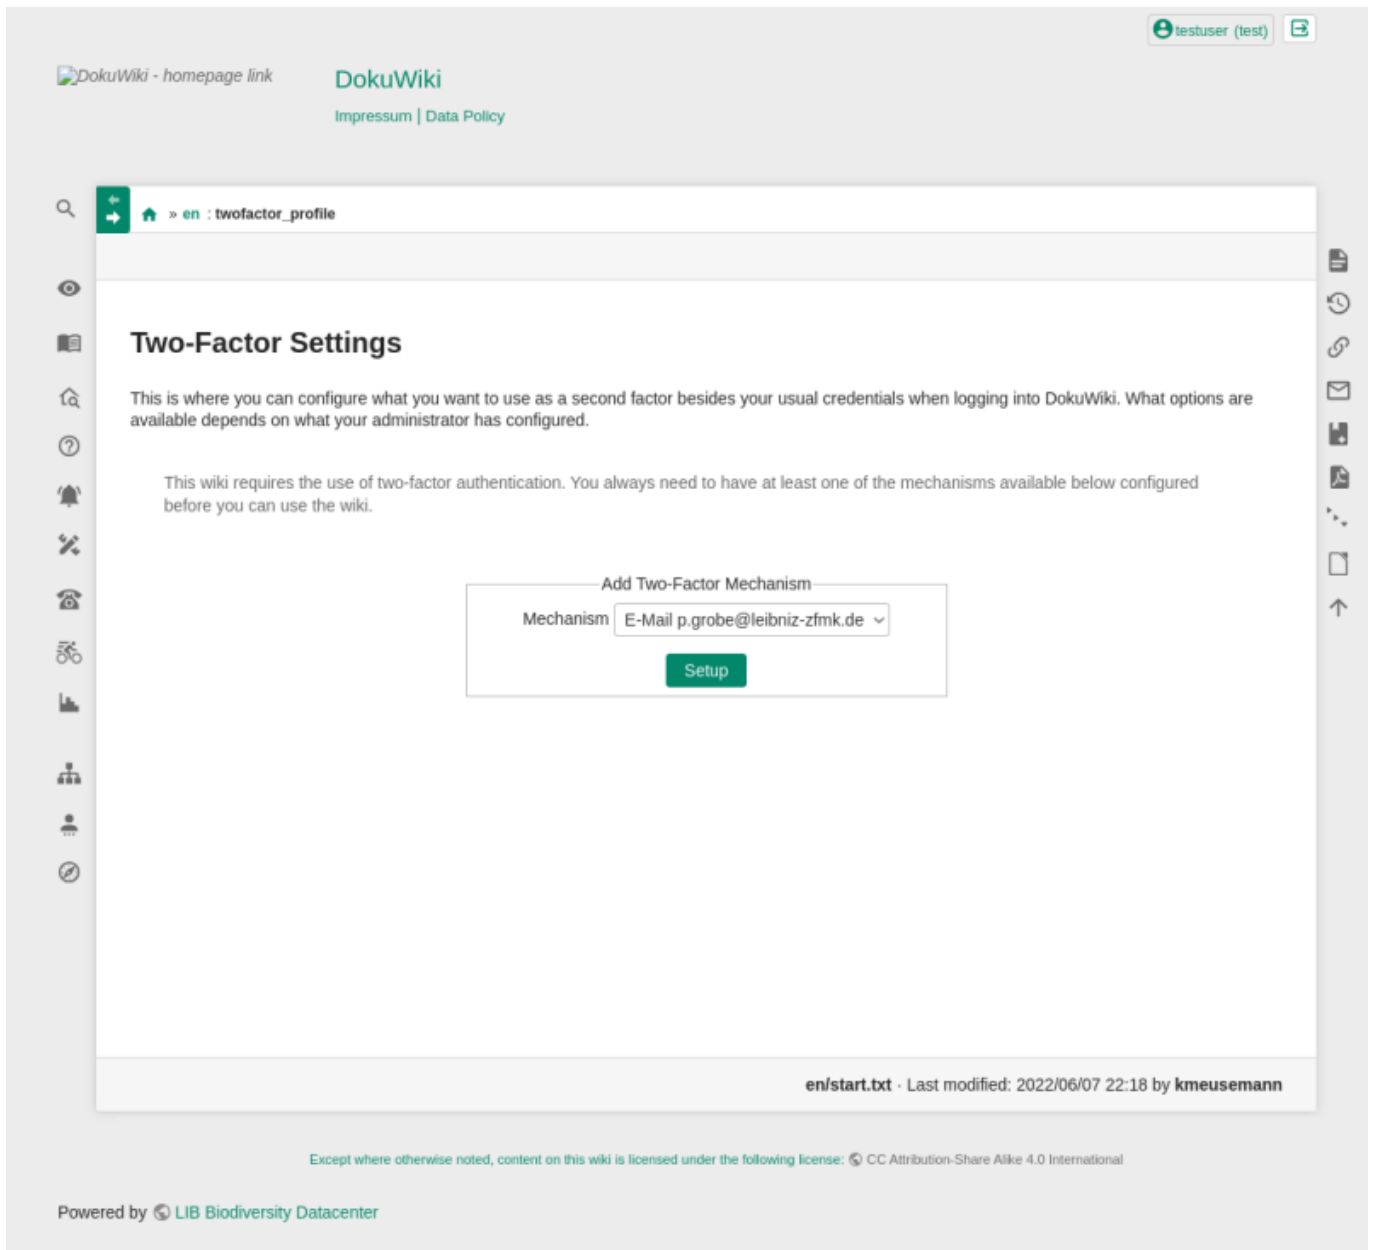 testuser (test)
DokuWiki - homepage link
DokuWiki
Impressum | Data Policy
» en : twofactor_profile
Two-Factor Settings
This is where you can configure what you want to use as a second factor besides your usual credentials when logging into DokuWiki. What options are
available depends on what your administrator has configured.
This wiki requires the use of two-factor authentication. You always need to have at least one of the mechanisms available below configured
before you can use the wiki.
Add Two-Factor Mechanism
Mechanism E-Mail p.grobe@leibniz-zfmk.de
Setup
en/start.txt · Last modified: 2022/06/07 22:18 by kmeusemann
Except where otherwise noted, content on this wiki is licensed under the following license: CC Attribution-Share Alike 4.0 International
Powered by LIB Biodiversity Datacenter